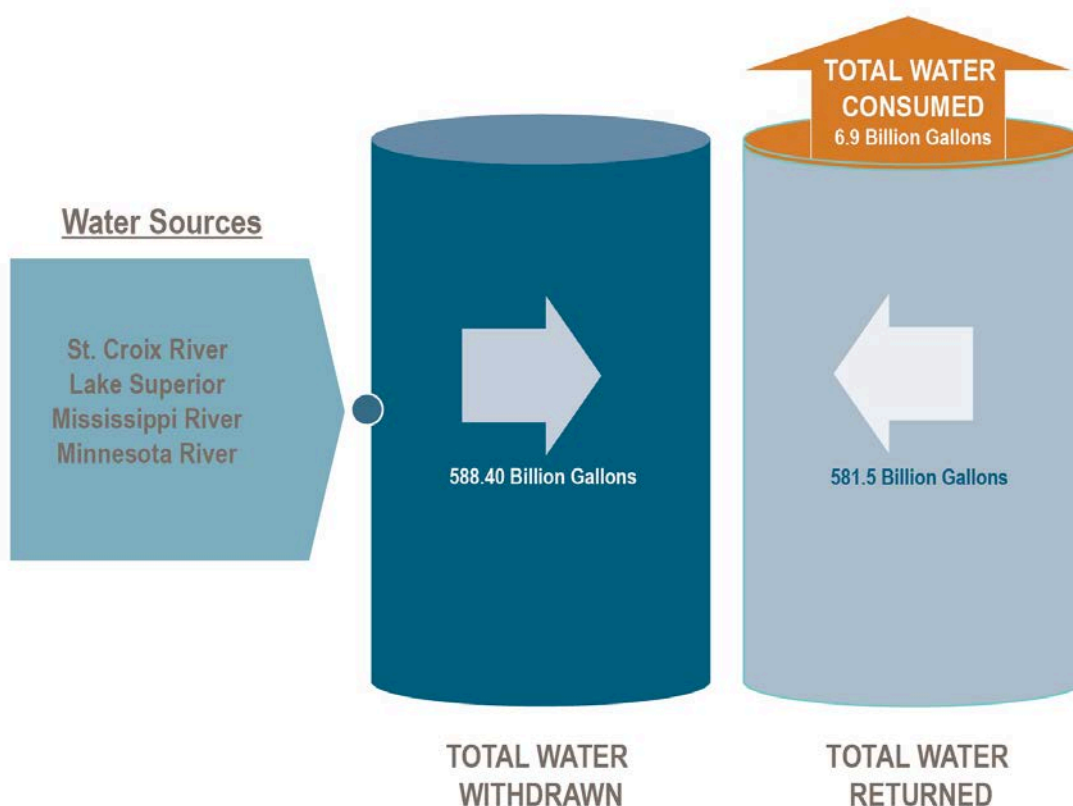 Water Sources
St. Croix River
Lake Superior
Mississippi River
Minnesota River
588.40 Billion Gallons
TOTAL WATER
WITHDRAWN
TOTAL WATER
CONSUMED
6.9 Billion Gallons
581.5 Billion Gallons
TOTAL WATER
RETURNED